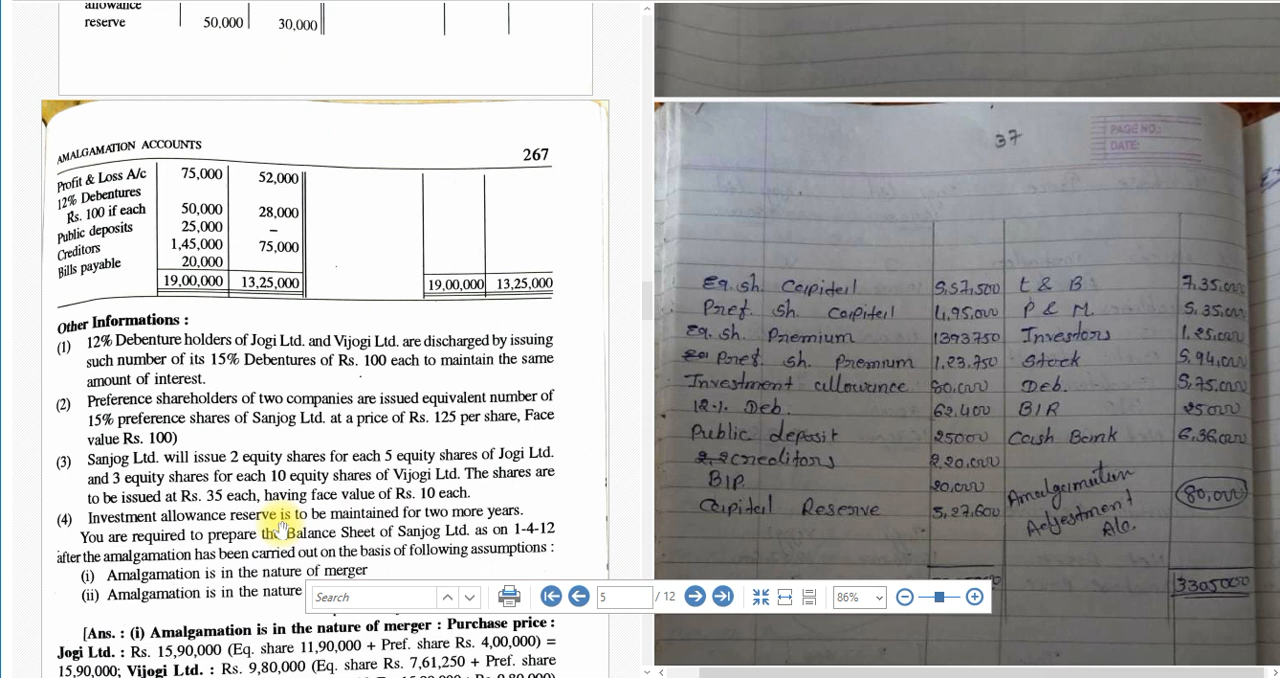 allowance
reserve 50,000 30,000
AMALGAMATION ACCOUNTS 267
Profit & Loss A/c 75,000 52,000
12% Debentures
Rs. 100 if each 50,000 28,000
Public deposits 25,000 –
Creditors 1,45,000 75,000
Bills payable 20,000
19,00,000 13,25,000 19,00,000 13,25,000
Other Informations :
(1) 12% Debenture holders of Jogi Ltd. and Vijogi Ltd. are discharged by issuing
such number of its 15% Debentures of Rs. 100 each to maintain the same
amount of interest.
(2) Preference shareholders of two companies are issued equivalent number of
15% preference shares of Sanjog Ltd. at a price of Rs. 125 per share, Face
value Rs. 100)
(3) Sanjog Ltd. will issue 2 equity shares for each 5 equity shares of Jogi Ltd.
and 3 equity shares for each 10 equity shares of Vijogi Ltd. The shares are
to be issued at Rs. 35 each, having face value of Rs. 10 each.
(4) Investment allowance reserve is to be maintained for two more years.
You are required to prepare the Balance Sheet of Sanjog Ltd. as on 1-4-12
after the amalgamation has been carried out on the basis of following assumptions :
(i) Amalgamation is in the nature of merger
(ii) Amalgamation is in the nature
[Ans. : (i) Amalgamation is in the nature of merger : Purchase price :
Jogi Ltd. : Rs. 15,90,000 (Eq. share 11,90,000 + Pref. share Rs. 4,00,000) =
15,90,000; Vijogi Ltd. : Rs. 9,80,000 (Eq. share Rs. 7,61,250 + Pref. share
Search 5 / 12 86%
37
PAGE NO.:
DATE:
Eq. sh. Capital 5,57,500 L & B 7,35,000
Pref. sh. Capital 4,95,000 P & M 5,35,000
Eq. sh. Premium 1393750 Investors 1,25,000
Pref. sh. Premium 1,23,750 Stock 5,94,000
Investment allowance 80,000 Deb. 5,75,000
12.1. Deb. 62,400 B/R 25000
Public deposit 25000 Cash Bank 6,36,000
creditors 2,20,000
B/P 20,000 Amalgamation 80,000
Capital Reserve 5,27,600 Adjestment
A/c.
3305000